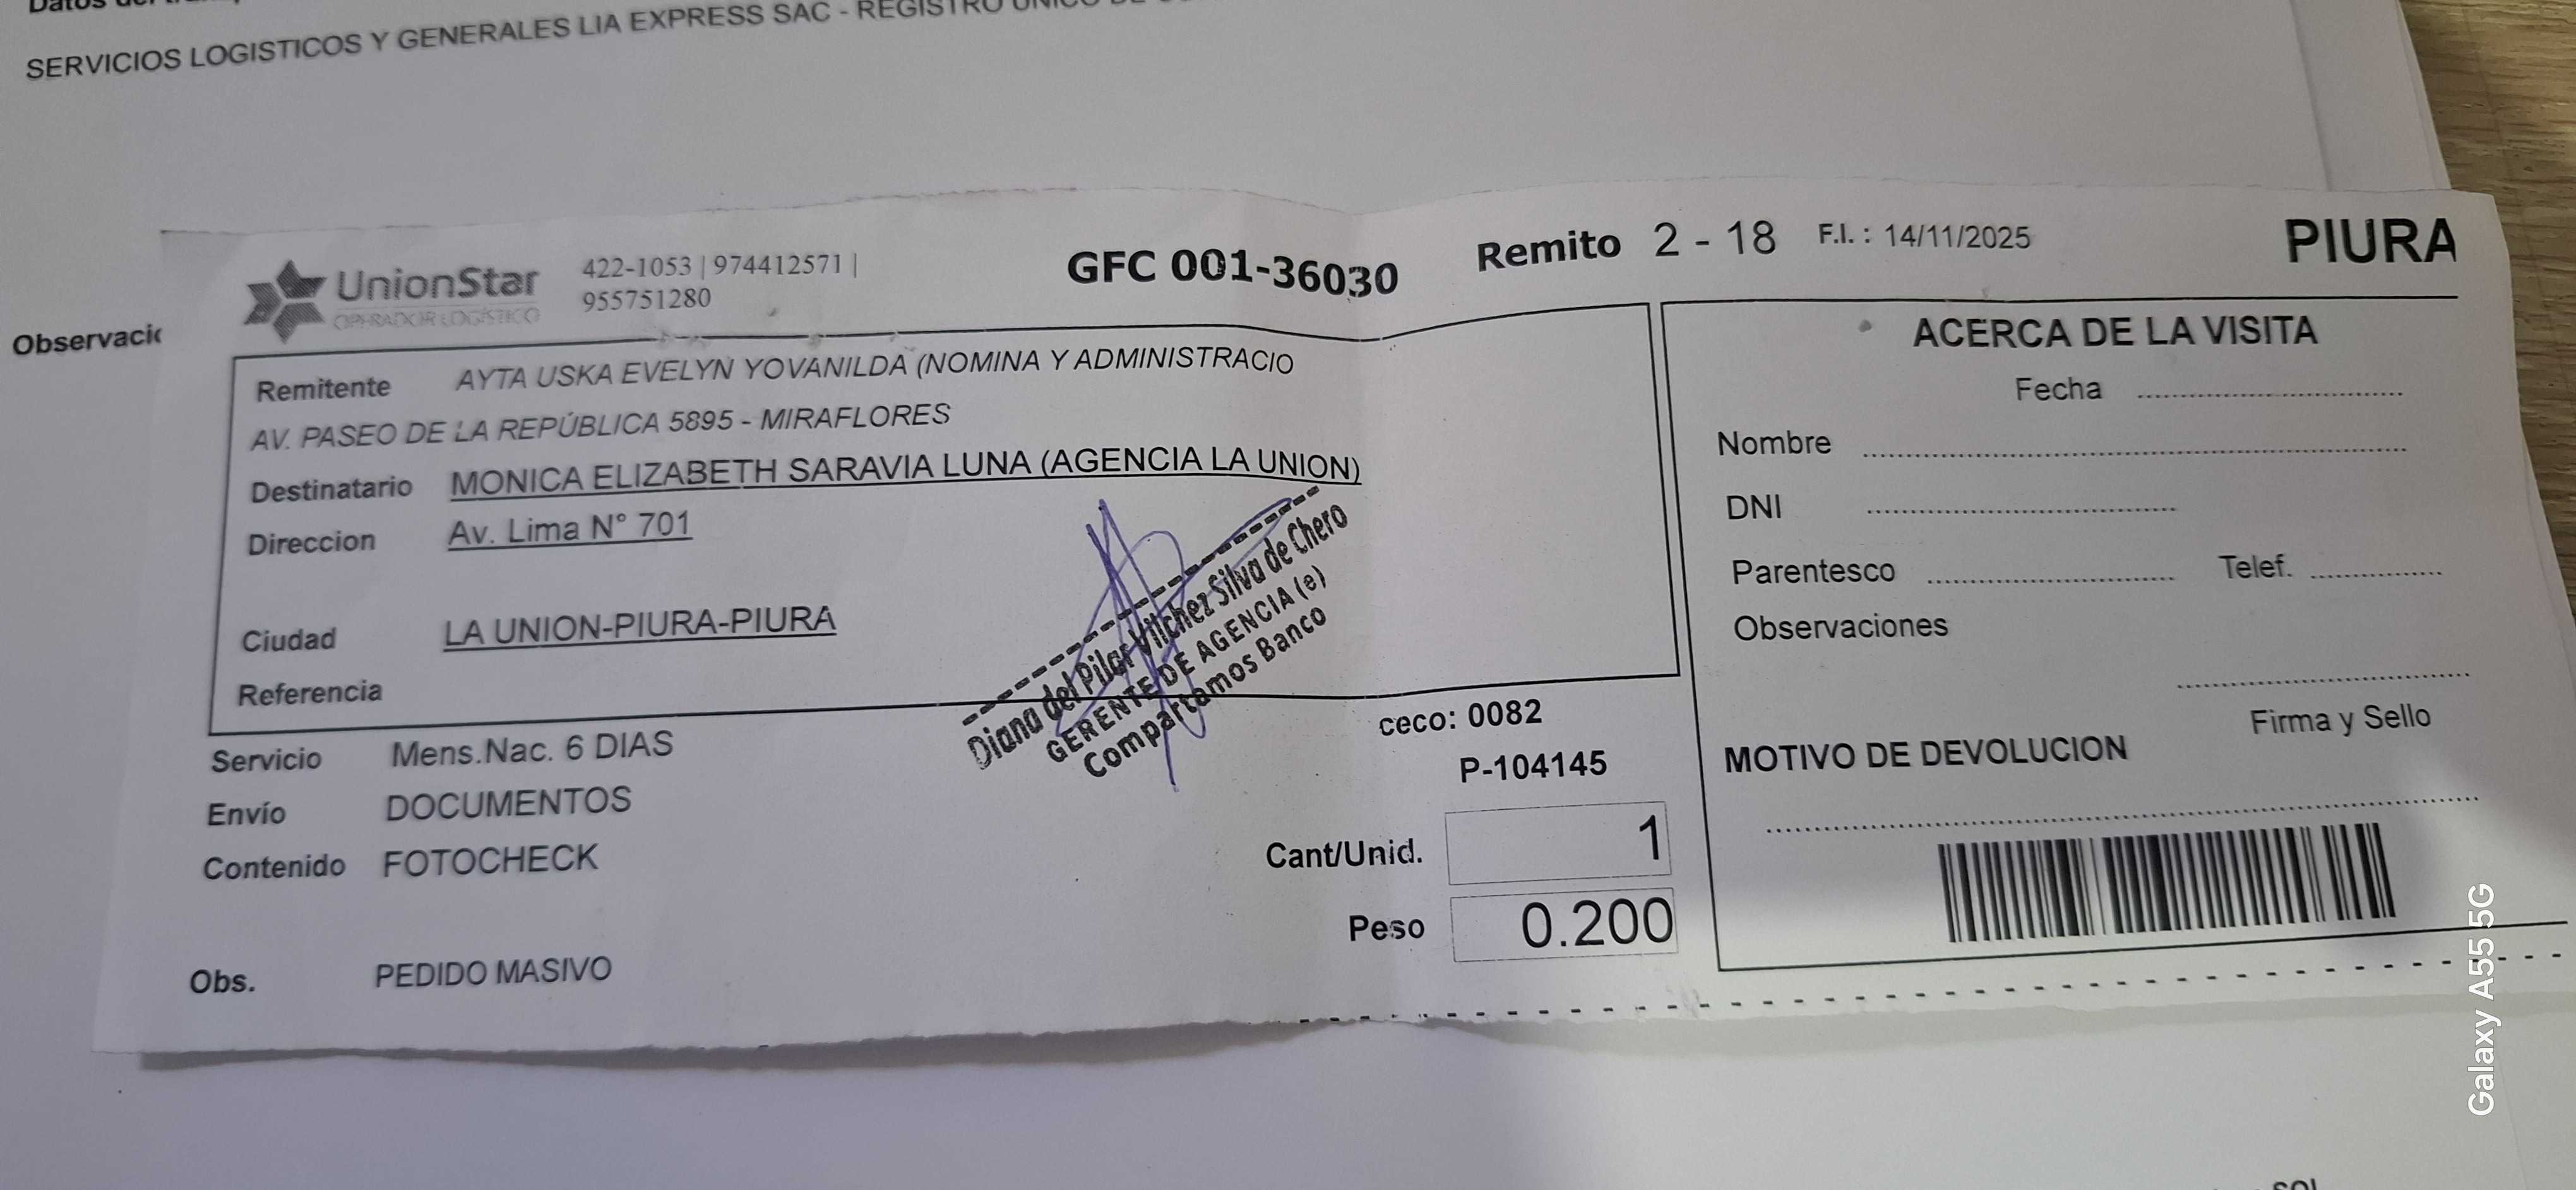 SERVICIOS LOGISTICOS Y GENERALES LIA EXPRESS SAC - REGISTRO
UnionStar
OPERADOR LOGÍSTICO
422-1053 | 974412571 |
955751280
GFC 001-36030
Remito 2 - 18 F.I. : 14/11/2025
PIURA
Remitente AYTA USKA EVELYN YOVANILDA (NOMINA Y ADMINISTRACIO
AV. PASEO DE LA REPÚBLICA 5895 - MIRAFLORES
Destinatario MONICA ELIZABETH SARAVIA LUNA (AGENCIA LA UNION)
Direccion Av. Lima N° 701
Ciudad LA UNION-PIURA-PIURA
Referencia
Diana del Pilar Vilchez Silva de Chero
GERENTE DE AGENCIA (e)
Compartamos Banco
Servicio Mens.Nac. 6 DIAS
Envío DOCUMENTOS
Contenido FOTOCHECK
Obs. PEDIDO MASIVO
ceco: 0082
P-104145
Cant/Unid. 1
Peso 0.200
ACERCA DE LA VISITA
Fecha
Nombre
DNI
Parentesco Telef.
Observaciones
Firma y Sello
MOTIVO DE DEVOLUCION
Galaxy A55 5G